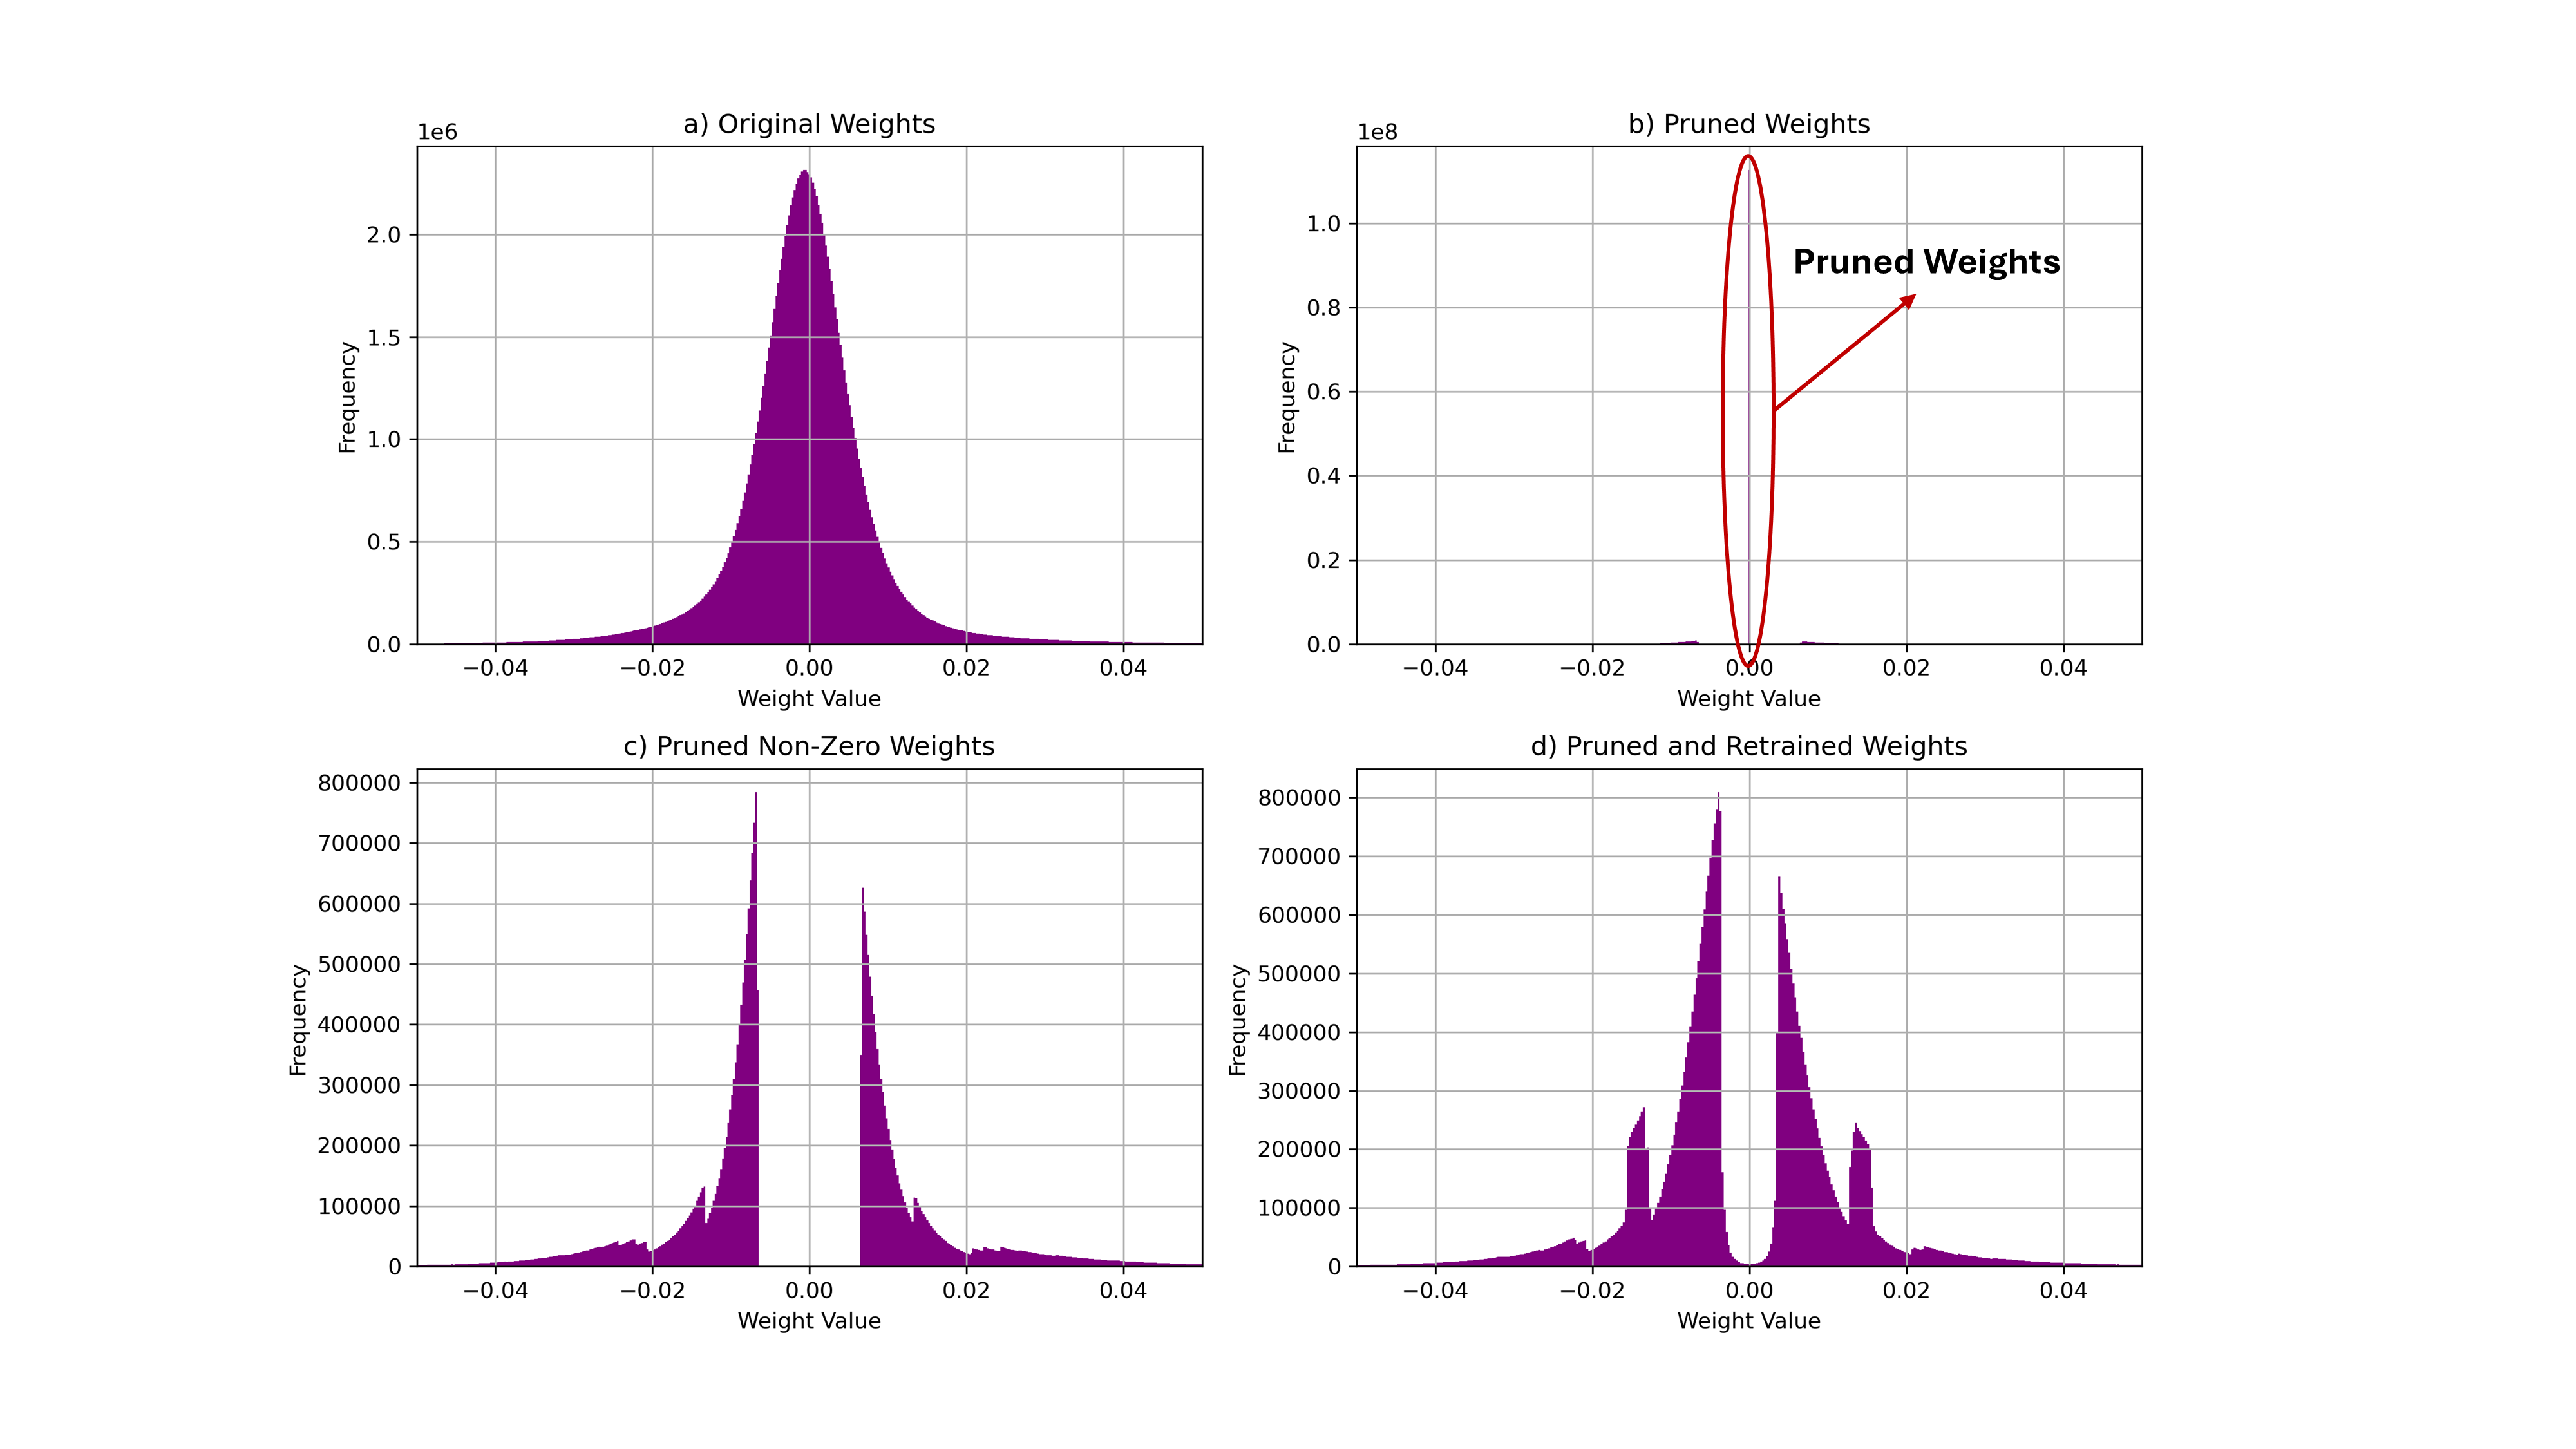 a) Original Weights
1e6
2.0
1.5
1.0
0.5
0.0
Frequency
−0.04 −0.02 0.00 0.02 0.04
Weight Value
b) Pruned Weights
1e8
1.0
0.8
0.6
0.4
0.2
0.0
Frequency
Pruned Weights
−0.04 −0.02 0.00 0.02 0.04
Weight Value
c) Pruned Non-Zero Weights
800000
700000
600000
500000
400000
300000
200000
100000
0
Frequency
−0.04 −0.02 0.00 0.02 0.04
Weight Value
d) Pruned and Retrained Weights
800000
700000
600000
500000
400000
300000
200000
100000
0
Frequency
−0.04 −0.02 0.00 0.02 0.04
Weight Value